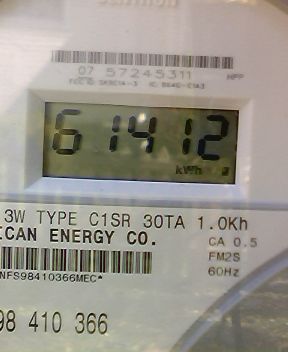 07 57245311 HPP
61412
kWh
3W TYPE C1SR 30TA 1.0Kh
ICAN ENERGY CO.
CA 0.5
FM2S
60Hz
NFS98410366MEC*
98 410 366